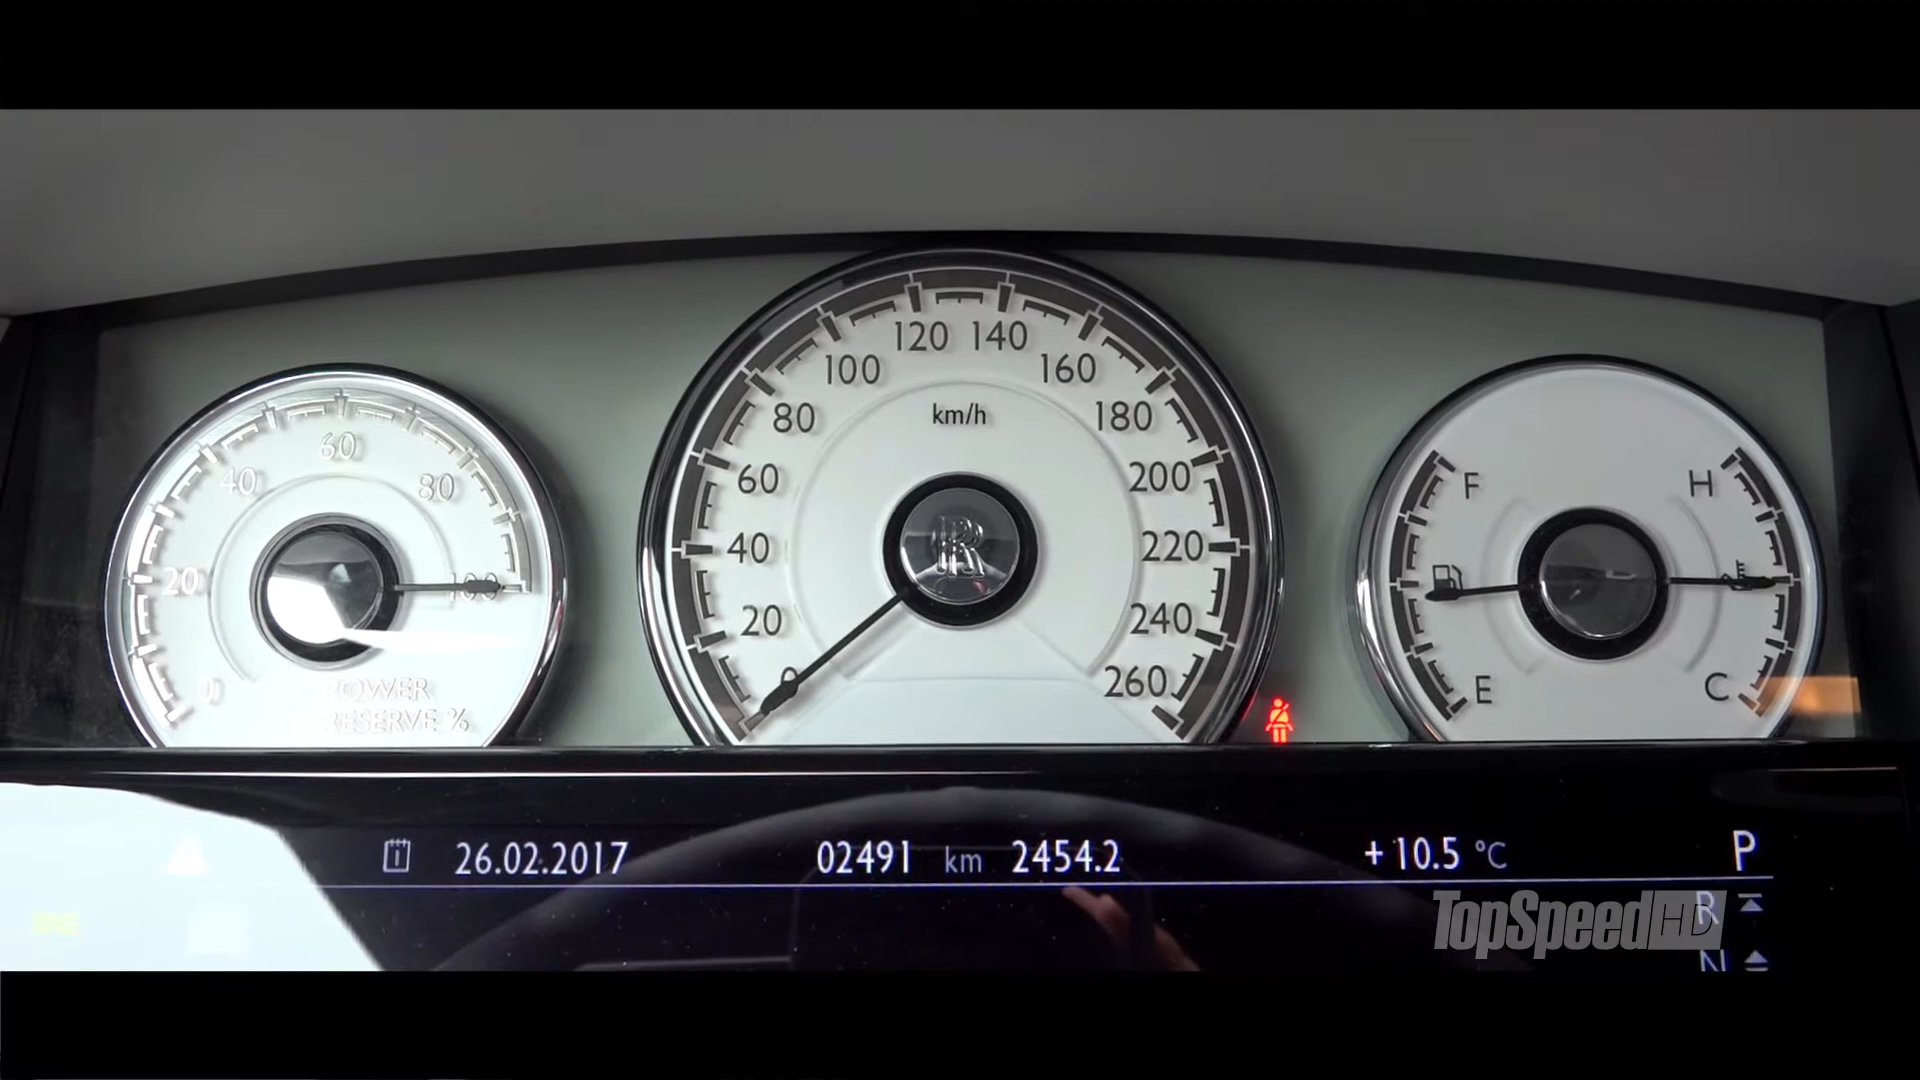 120 140
100 160
80 km/h 180
60 200
40 220
20 240
0 260
60
40 80
20 100
0
POWER
RESERVE %
F H
E C
RR
26.02.2017 02491 km 2454.2 +10.5 °C P
R
N
TopSpeedHD